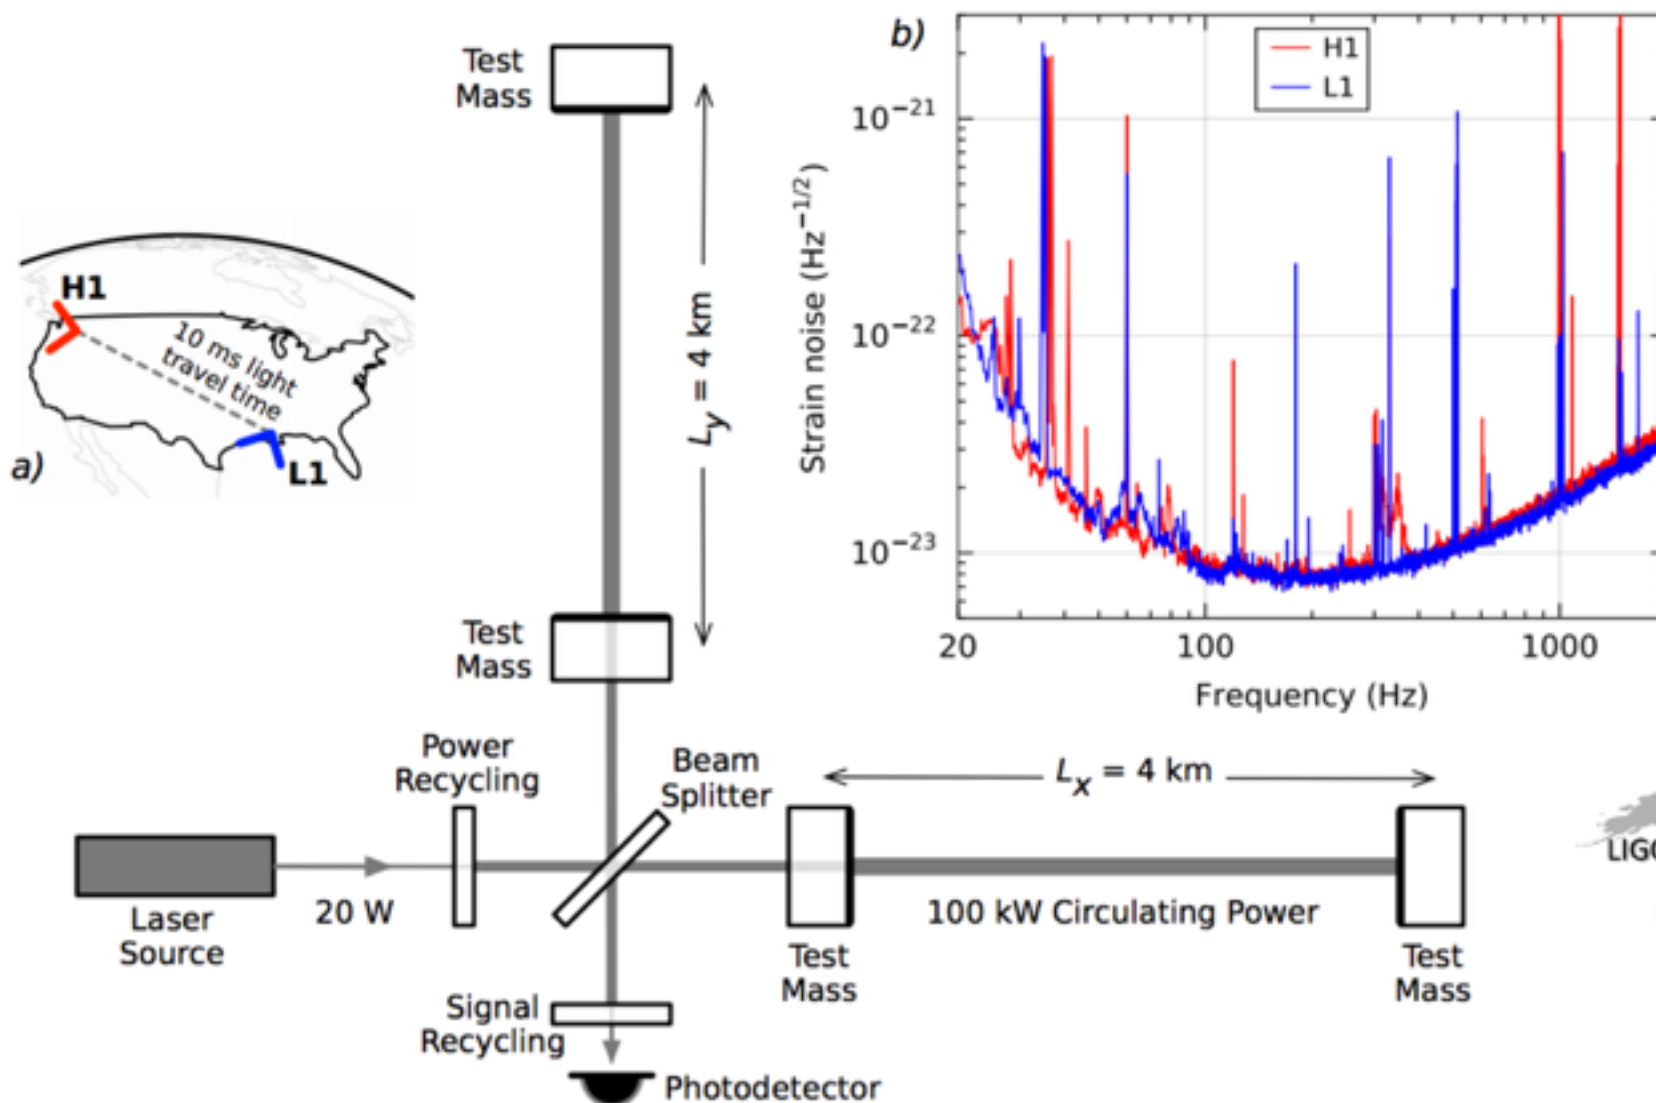 Test
Mass
L_y = 4 km
Test
Mass
H1
10 ms light
travel time
L1
a)
b)
H1
L1
Strain noise (Hz^{-1/2})
10^{-21}
10^{-22}
10^{-23}
20
100
1000
Frequency (Hz)
Power
Recycling
Beam
Splitter
L_x = 4 km
Laser
Source
20 W
100 kW Circulating Power
Test
Mass
Test
Mass
Signal
Recycling
Photodetector